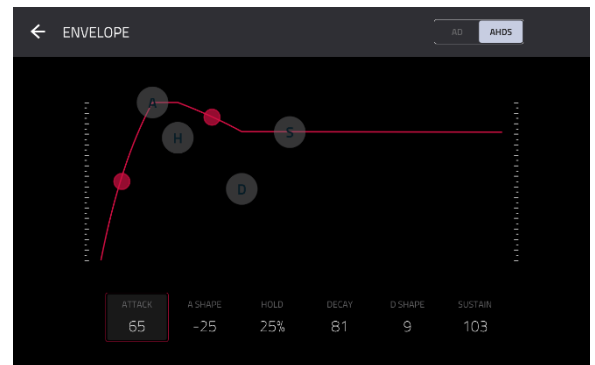 ENVELOPE
AD AHDS
A
H
S
D
ATTACK A SHAPE HOLD DECAY D SHAPE SUSTAIN
65 -25 25% 81 9 103